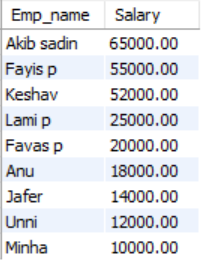 Emp_name Salary
Akib sadin 65000.00
Fayis p 55000.00
Keshav 52000.00
Lami p 25000.00
Favas p 20000.00
Anu 18000.00
Jafer 14000.00
Unni 12000.00
Minha 10000.00